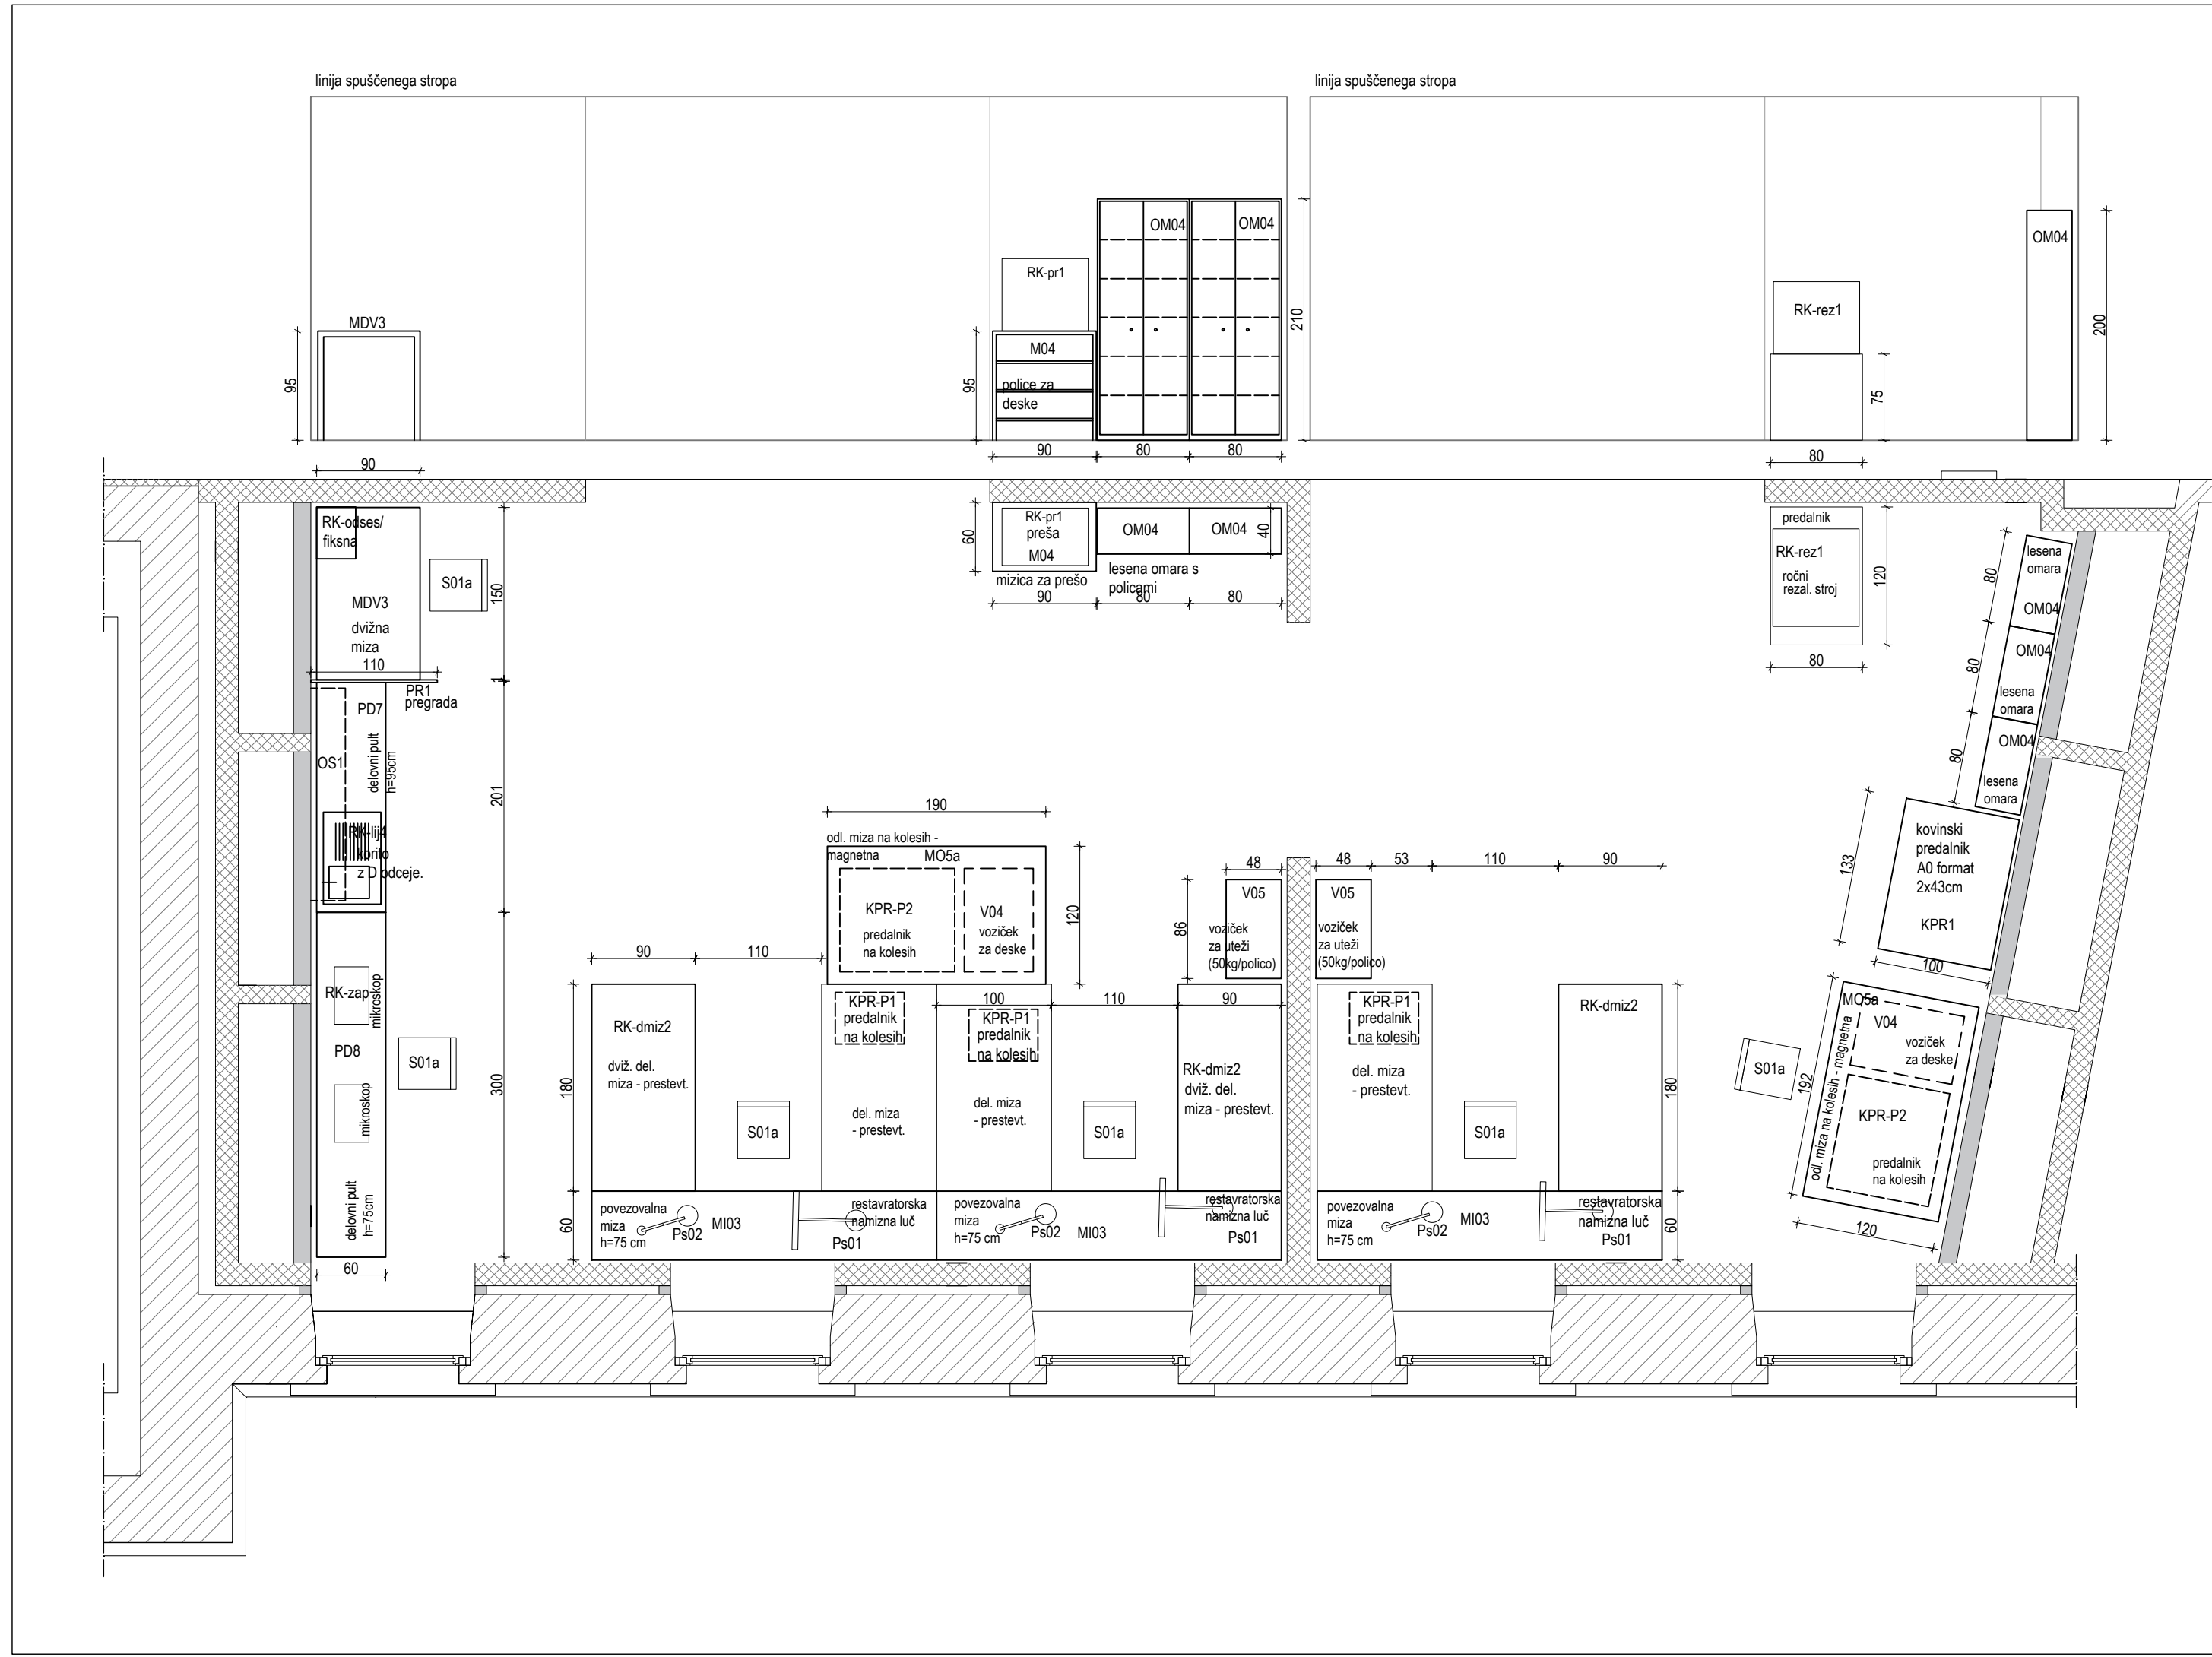 linija spuščenega stropa
linija spuščenega stropa
OM04
OM04
OM04
RK-pr1
RK-rez1
210
200
MDV3
M04
95
95
police za
deske
75
90
90
80
80
80
RK-odses/
fiksna
MDV3
dvižna
miza
S01a
150
110
1
PR1
pregrada
PD7
OS1
delovni pult
h=95cm
201
RK-lij4
korito
z D odceje.
RK-zap
mikroskop
PD8
S01a
mikroskop
300
delovni pult
h=75cm
60
60
RK-pr1
preša
M04
mizica za prešo
OM04
OM04
40
lesena omara s
policami
90
80
80
predalnik
RK-rez1
ročni
rezal. stroj
120
80
lesena
omara
OM04
80
OM04
lesena
omara
80
OM04
lesena
omara
80
190
odl. miza na kolesih -
magnetna
MO5a
KPR-P2
predalnik
na kolesih
V04
voziček
za deske
120
48
V05
voziček
za uteži
(50kg/polico)
86
48
53
110
90
V05
voziček
za uteži
(50kg/polico)
133
kovinski
predalnik
A0 format
2x43cm
KPR1
100
90
110
RK-dmiz2
dviž. del.
miza - prestevt.
180
60
S01a
KPR-P1
predalnik
na kolesih
del. miza
- prestevt.
100
110
90
KPR-P1
predalnik
na kolesih
del. miza
- prestevt.
S01a
RK-dmiz2
dviž. del.
miza - prestevt.
KPR-P1
predalnik
na kolesih
del. miza
- prestevt.
S01a
RK-dmiz2
180
60
S01a
MO5a
V04
voziček
za deske
odl. miza na kolesih - magnetna
192
KPR-P2
predalnik
na kolesih
120
povezovalna
miza
h=75 cm
Ps02
MI03
restavratorska
namizna luč
Ps01
povezovalna
miza
h=75 cm
Ps02
MI03
restavratorska
namizna luč
Ps01
povezovalna
miza
h=75 cm
Ps02
MI03
restavratorska
namizna luč
Ps01